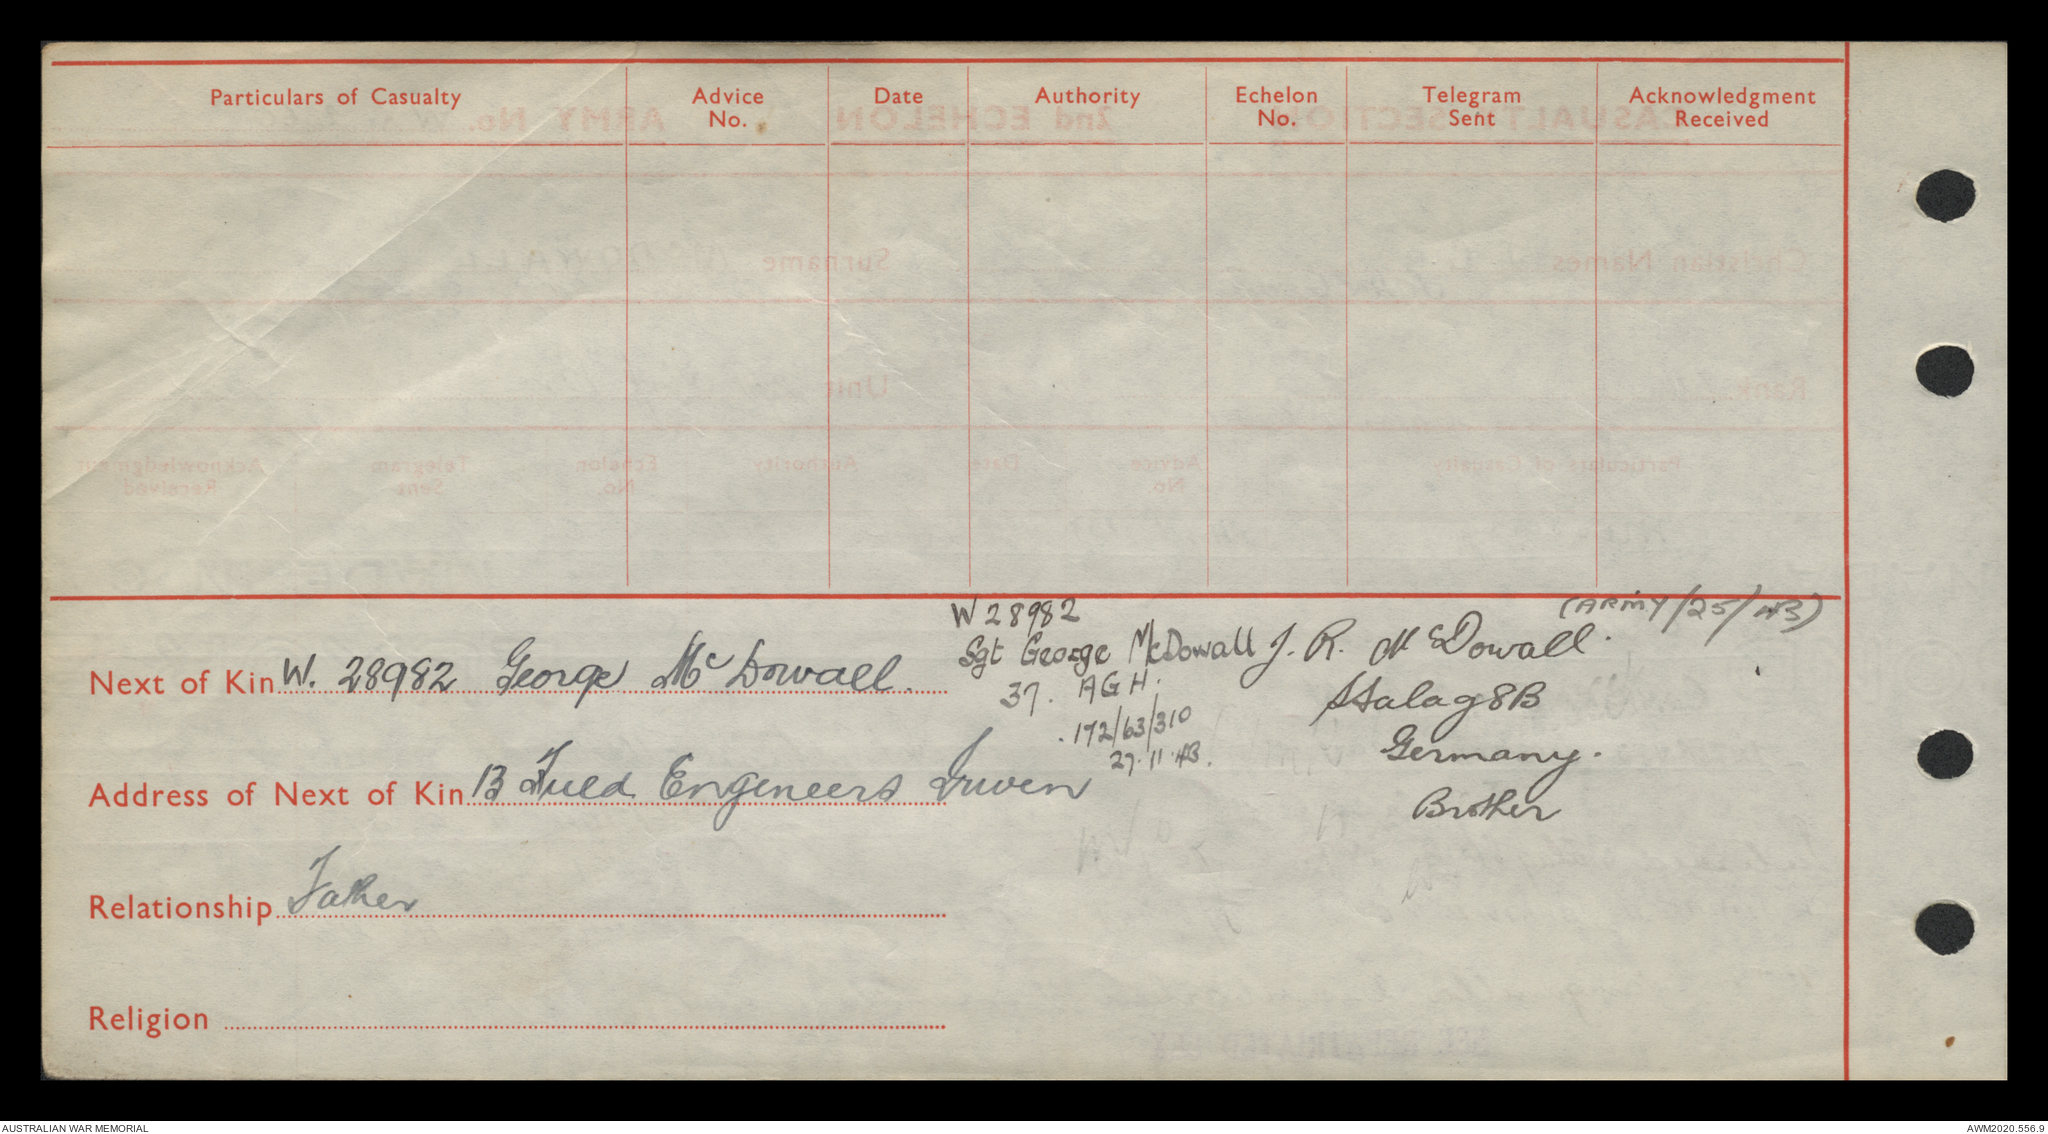 Particulars of Casualty Advice No. Date Authority Echelon No. Telegram Sent Acknowledgment Received
(ARMY/25/43)
W 28982
Sgt George McDowall
37. AGH.
172/63/310
27.11.43.
J. R. McDowall.
Stalag 8B
Germany.
Brother
Next of Kin W. 28982 George McDowall.
Address of Next of Kin 13 Field Engineers
Relationship Father
Religion
AUSTRALIAN WAR MEMORIAL
AWM2020.556.9